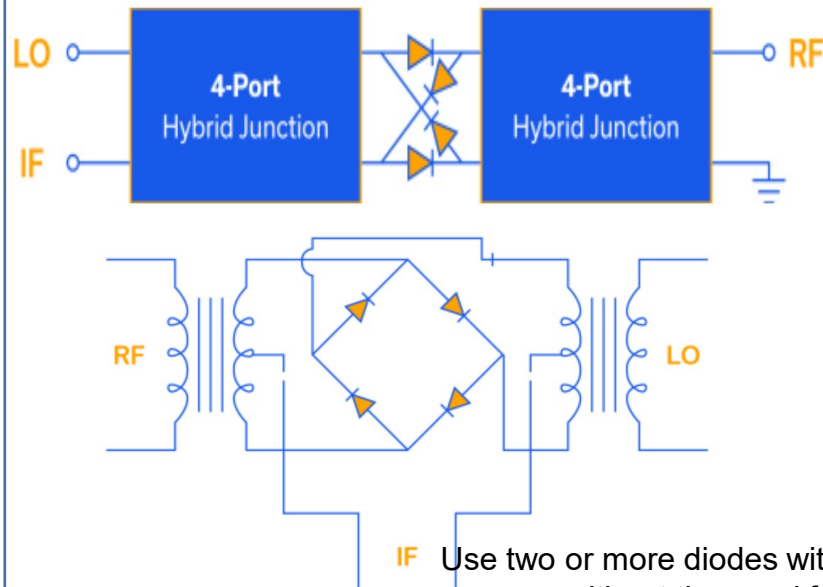 LO
4-Port
Hybrid Junction
4-Port
Hybrid Junction
RF
IF
RF
LO
IF
Use two or more diodes